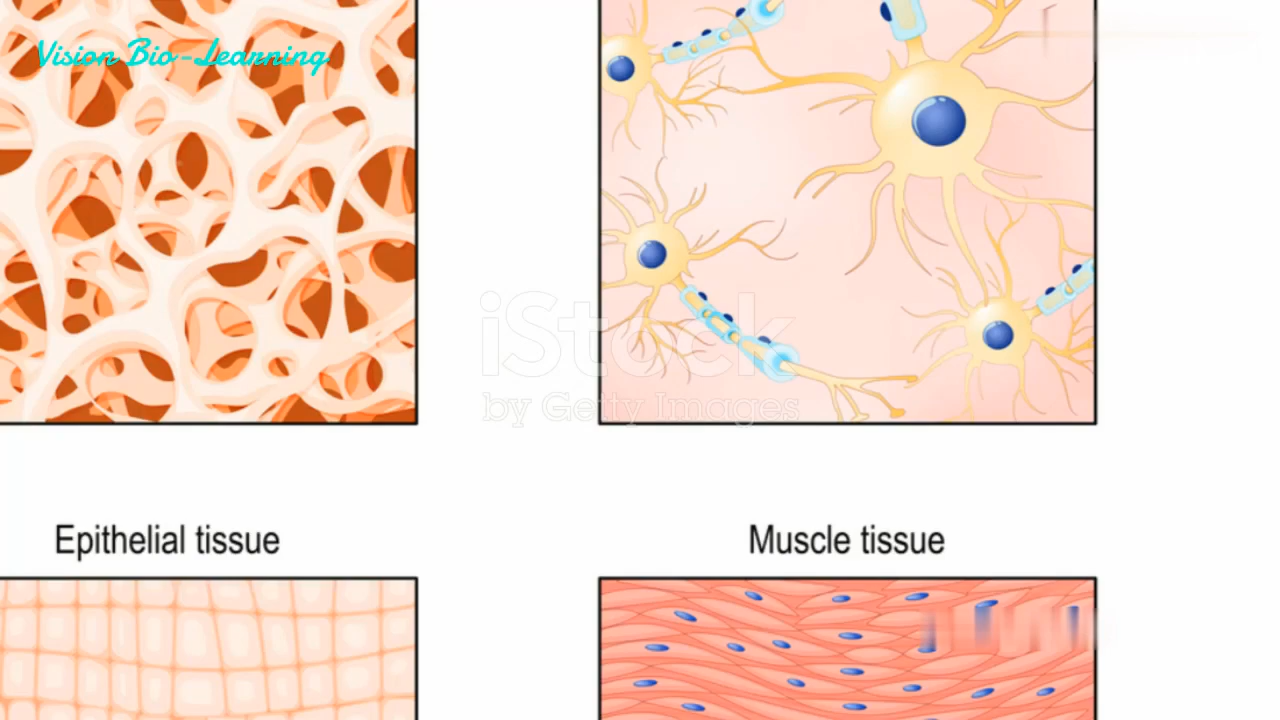 Vision Bio-Learning
iStock
by Getty Images
Epithelial tissue
Muscle tissue